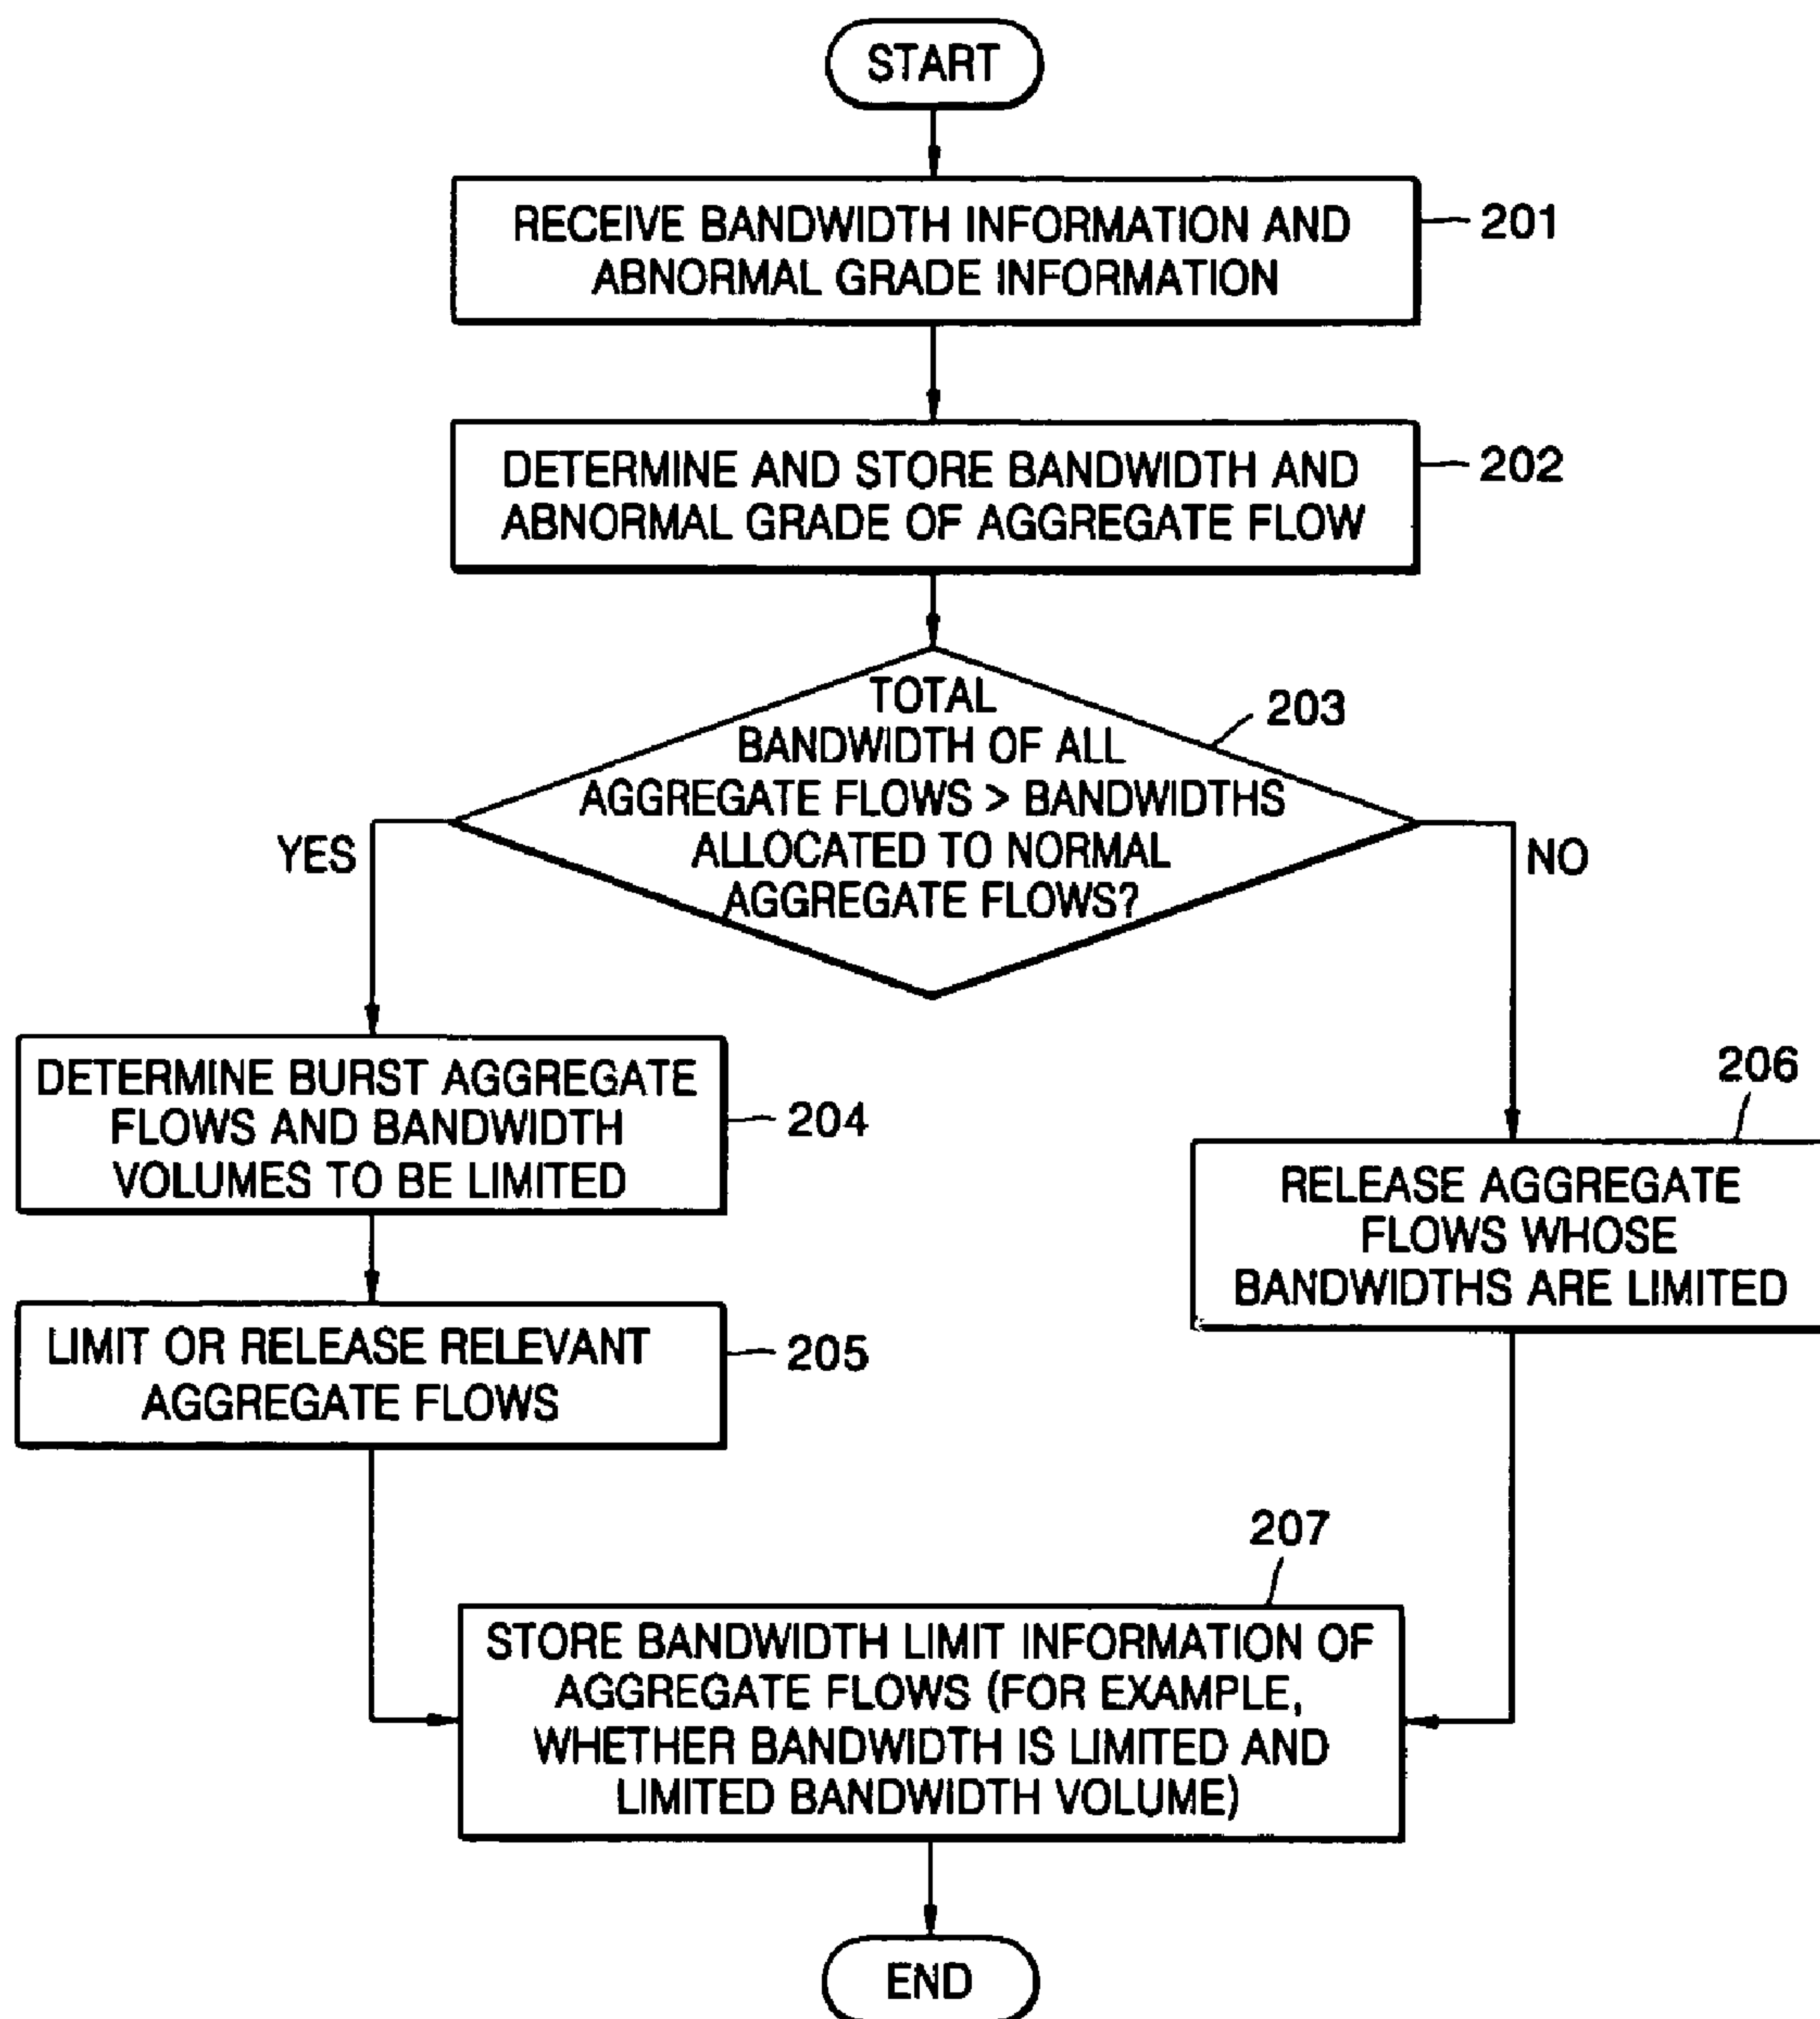 START
RECEIVE BANDWIDTH INFORMATION AND
ABNORMAL GRADE INFORMATION
201
DETERMINE AND STORE BANDWIDTH AND
ABNORMAL GRADE OF AGGREGATE FLOW
202
TOTAL
BANDWIDTH OF ALL
AGGREGATE FLOWS > BANDWIDTHS
ALLOCATED TO NORMAL
AGGREGATE FLOWS?
203
YES
NO
DETERMINE BURST AGGREGATE
FLOWS AND BANDWIDTH
VOLUMES TO BE LIMITED
204
LIMIT OR RELEASE RELEVANT
AGGREGATE FLOWS
205
206
RELEASE AGGREGATE
FLOWS WHOSE
BANDWIDTHS ARE LIMITED
207
STORE BANDWIDTH LIMIT INFORMATION OF
AGGREGATE FLOWS (FOR EXAMPLE,
WHETHER BANDWIDTH IS LIMITED AND
LIMITED BANDWIDTH VOLUME)
END